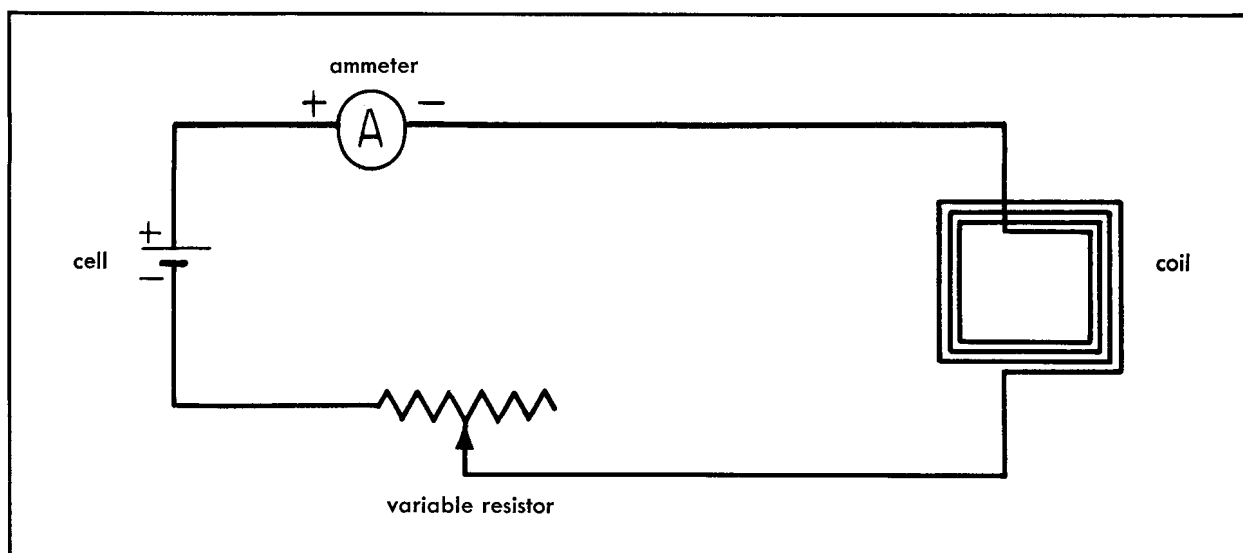 ammeter
+ A −
+
cell
−
coil
variable resistor